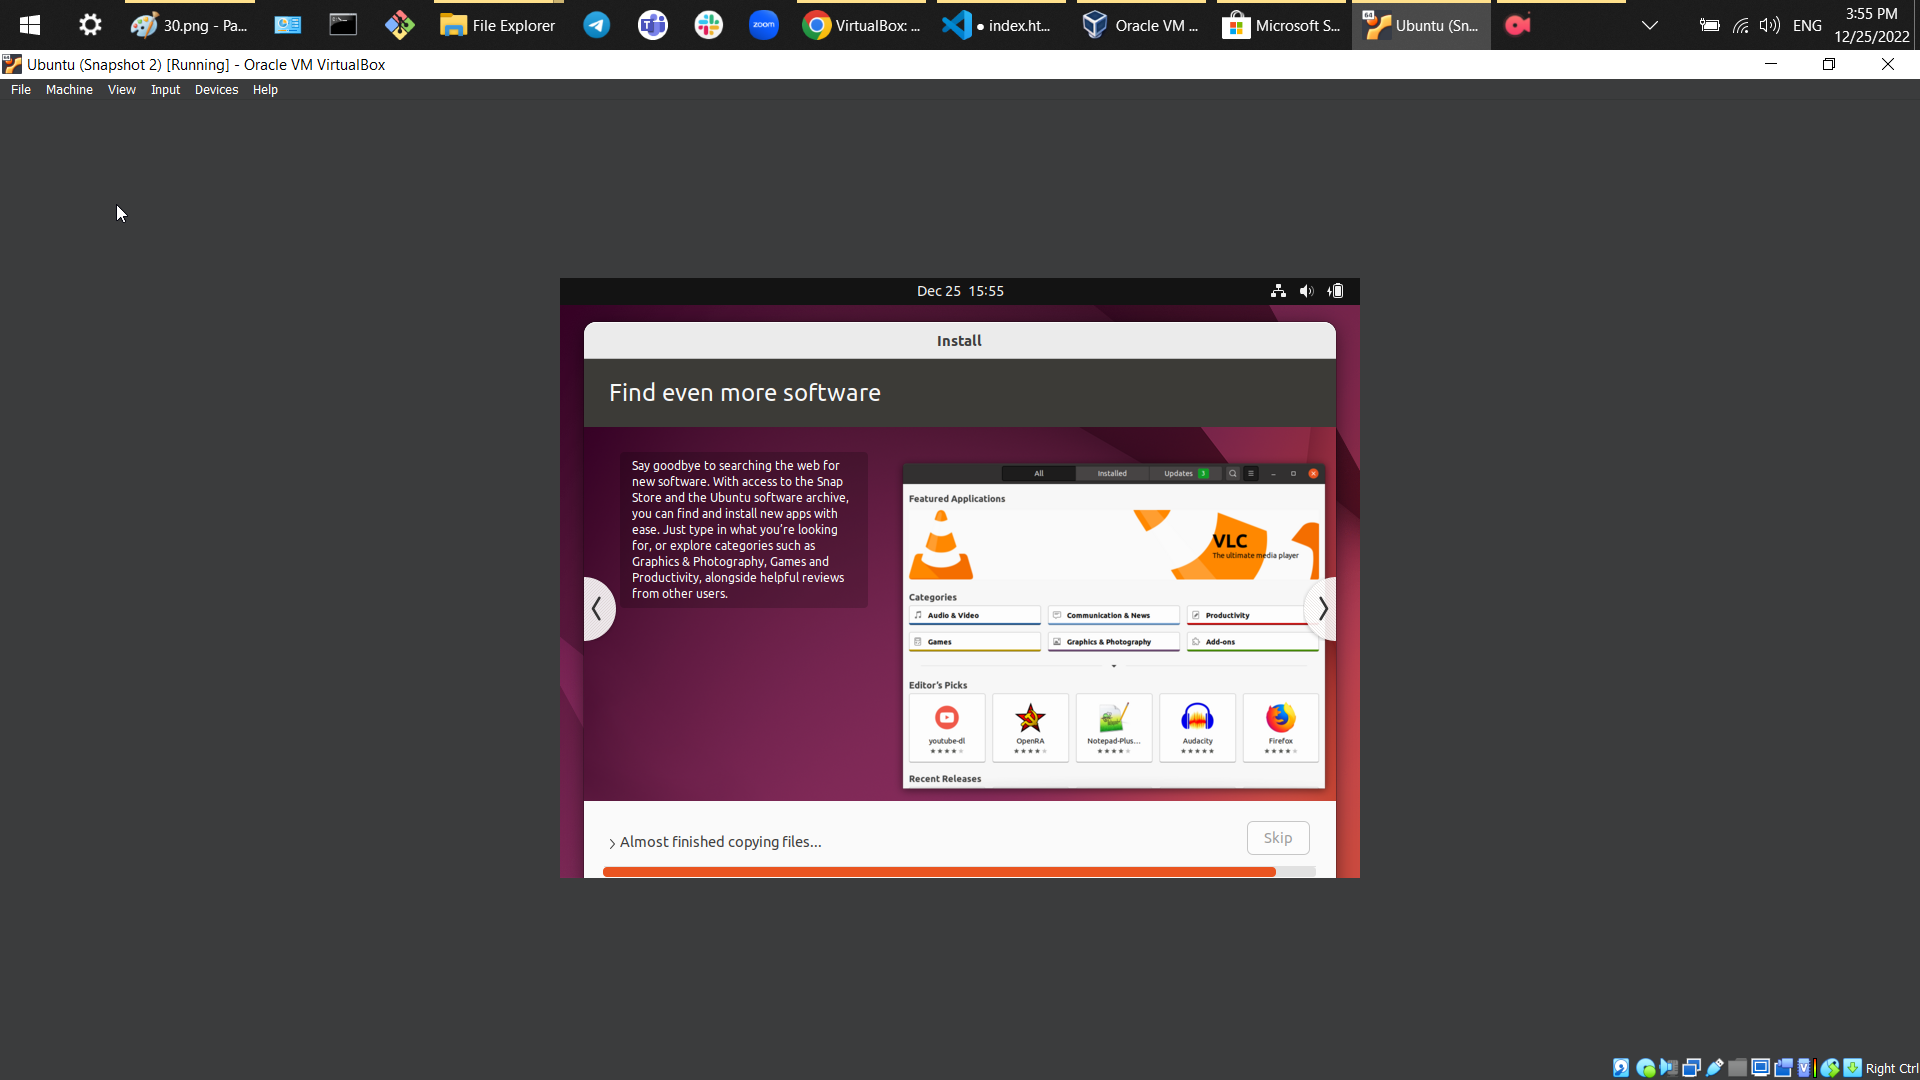 30.png - Pa...
File Explorer
zoom
VirtualBox: ...
● index.ht...
Oracle VM ...
Microsoft S...
64
Ubuntu (Sn...
ENG
3:55 PM
12/25/2022
Ubuntu (Snapshot 2) [Running] - Oracle VM VirtualBox
File Machine View Input Devices Help
Dec 25 15:55
Install
Find even more software
Say goodbye to searching the web for
new software. With access to the Snap
Store and the Ubuntu software archive,
you can find and install new apps with
ease. Just type in what you’re looking
for, or explore categories such as
Graphics & Photography, Games and
Productivity, alongside helpful reviews
from other users.
All Installed Updates 3
Featured Applications
VLC
The ultimate media player
Categories
Audio & Video Communication & News Productivity
Games Graphics & Photography Add-ons
Editor’s Picks
youtube-dl OpenRA Notepad-Plus... Audacity Firefox
Recent Releases
Almost finished copying files...
Skip
Right Ctrl